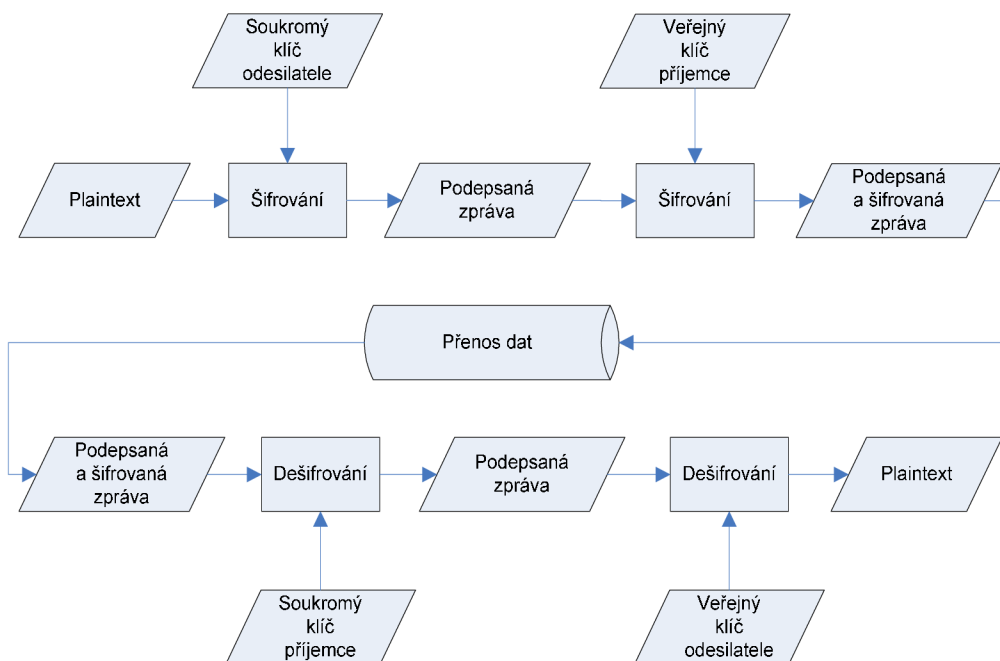 Soukromý
klíč
odesilatele
Veřejný
klíč
příjemce
Plaintext
Šifrování
Podepsaná
zpráva
Šifrování
Podepsaná
a šifrovaná
zpráva
Přenos dat
Podepsaná
a šifrovaná
zpráva
Dešifrování
Podepsaná
zpráva
Dešifrování
Plaintext
Soukromý
klíč
příjemce
Veřejný
klíč
odesilatele